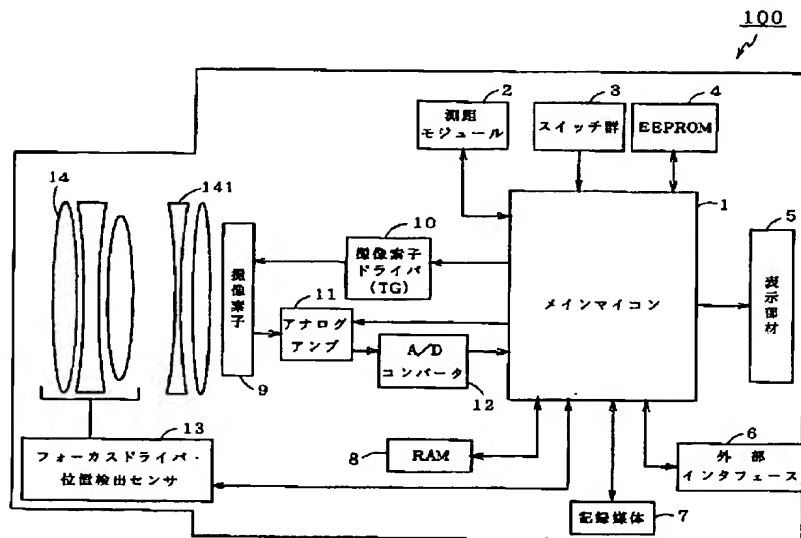 100
2
測距
モジュール
3
スイッチ群
4
EEPROM
14
141
1
メインマイコン
5
表示部材
10
撮像素子
ドライバ
(TG)
撮像素子
9
11
アナログ
アンプ
A/D
コンバータ
12
13
フォーカスドライバ・
位置検出センサ
8
RAM
6
外部
インタフェース
記録媒体
7